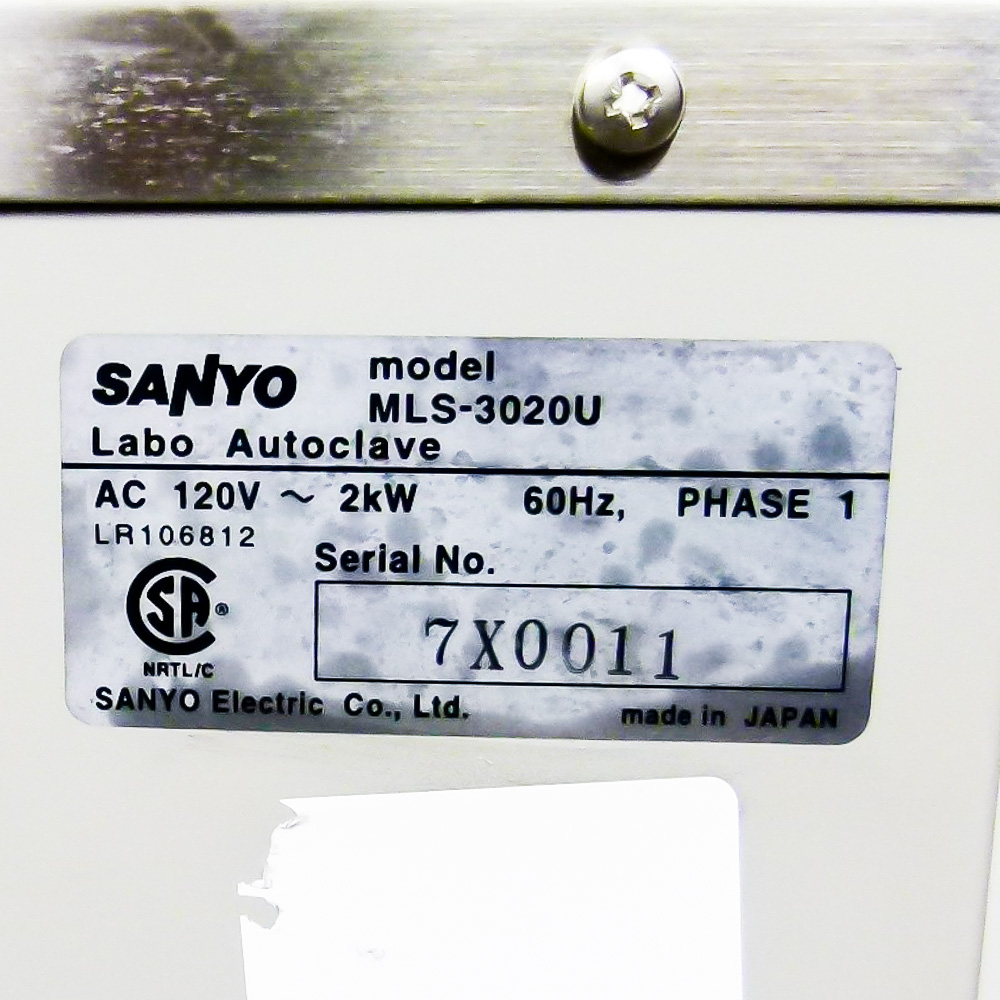 SANYO
model
MLS-3020U
Labo Autoclave
AC 120V ~ 2kW 60Hz, PHASE 1
LR106812
Serial No.
SA ®
7X0011
NRTL/C
SANYO Electric Co., Ltd. made in JAPAN